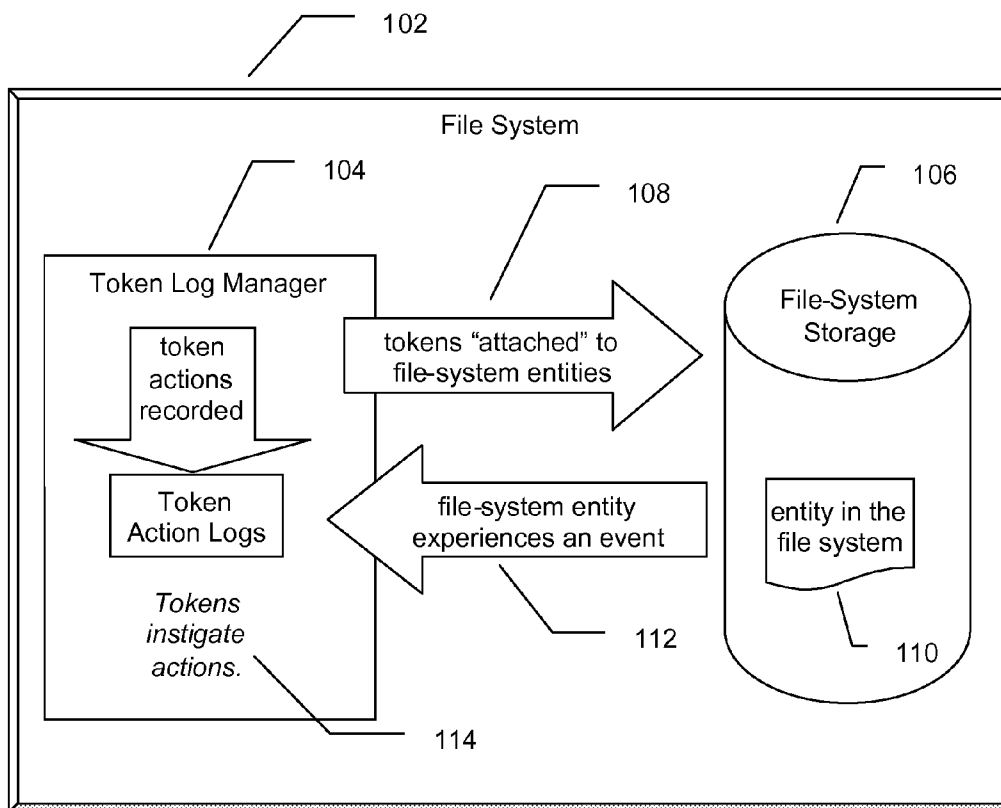 102
File System
104
108
106
Token Log Manager
token
actions
recorded
tokens “attached” to
file-system entities
File-System
Storage
Token
Action Logs
file-system entity
experiences an event
entity in the
file system
Tokens
instigate
actions.
112
110
114